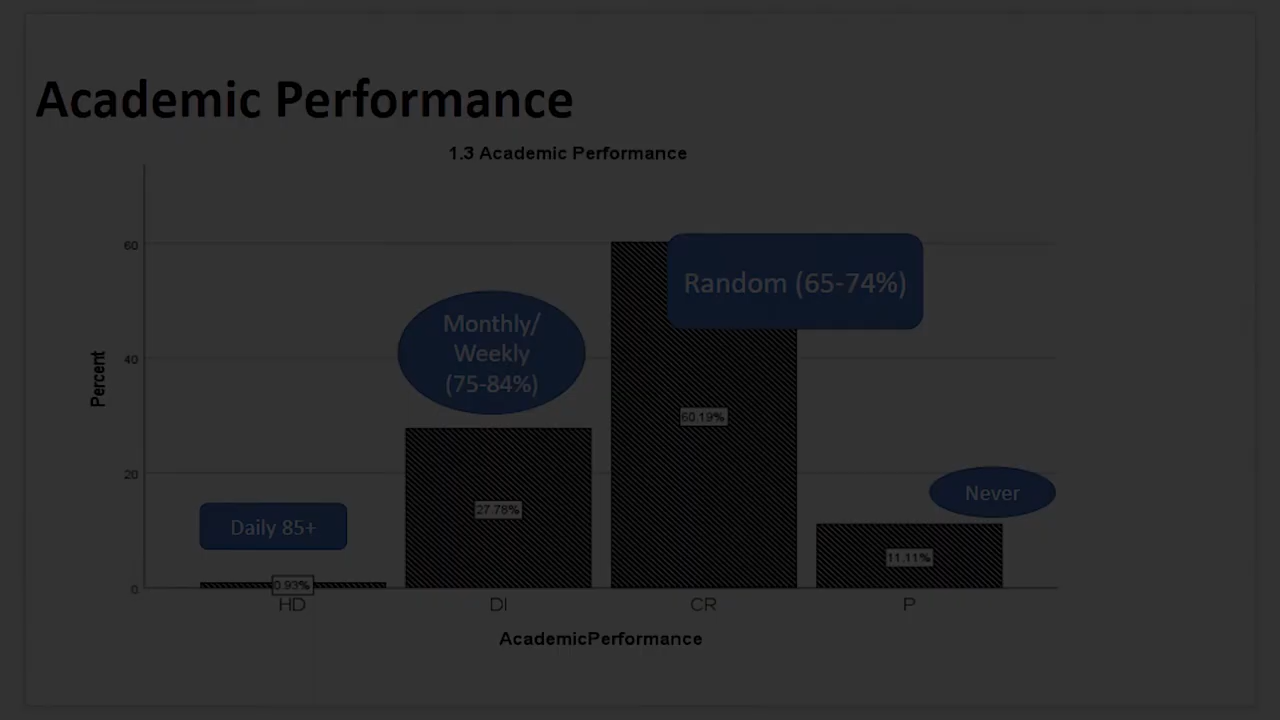 Academic Performance
1.3 Academic Performance
60
Random (65-74%)
Monthly/
Weekly
(75-84%)
40
Percent
60.19%
20
Never
27.78%
Daily 85+
11.11%
0.93%
0
HD
DI
CR
P
AcademicPerformance